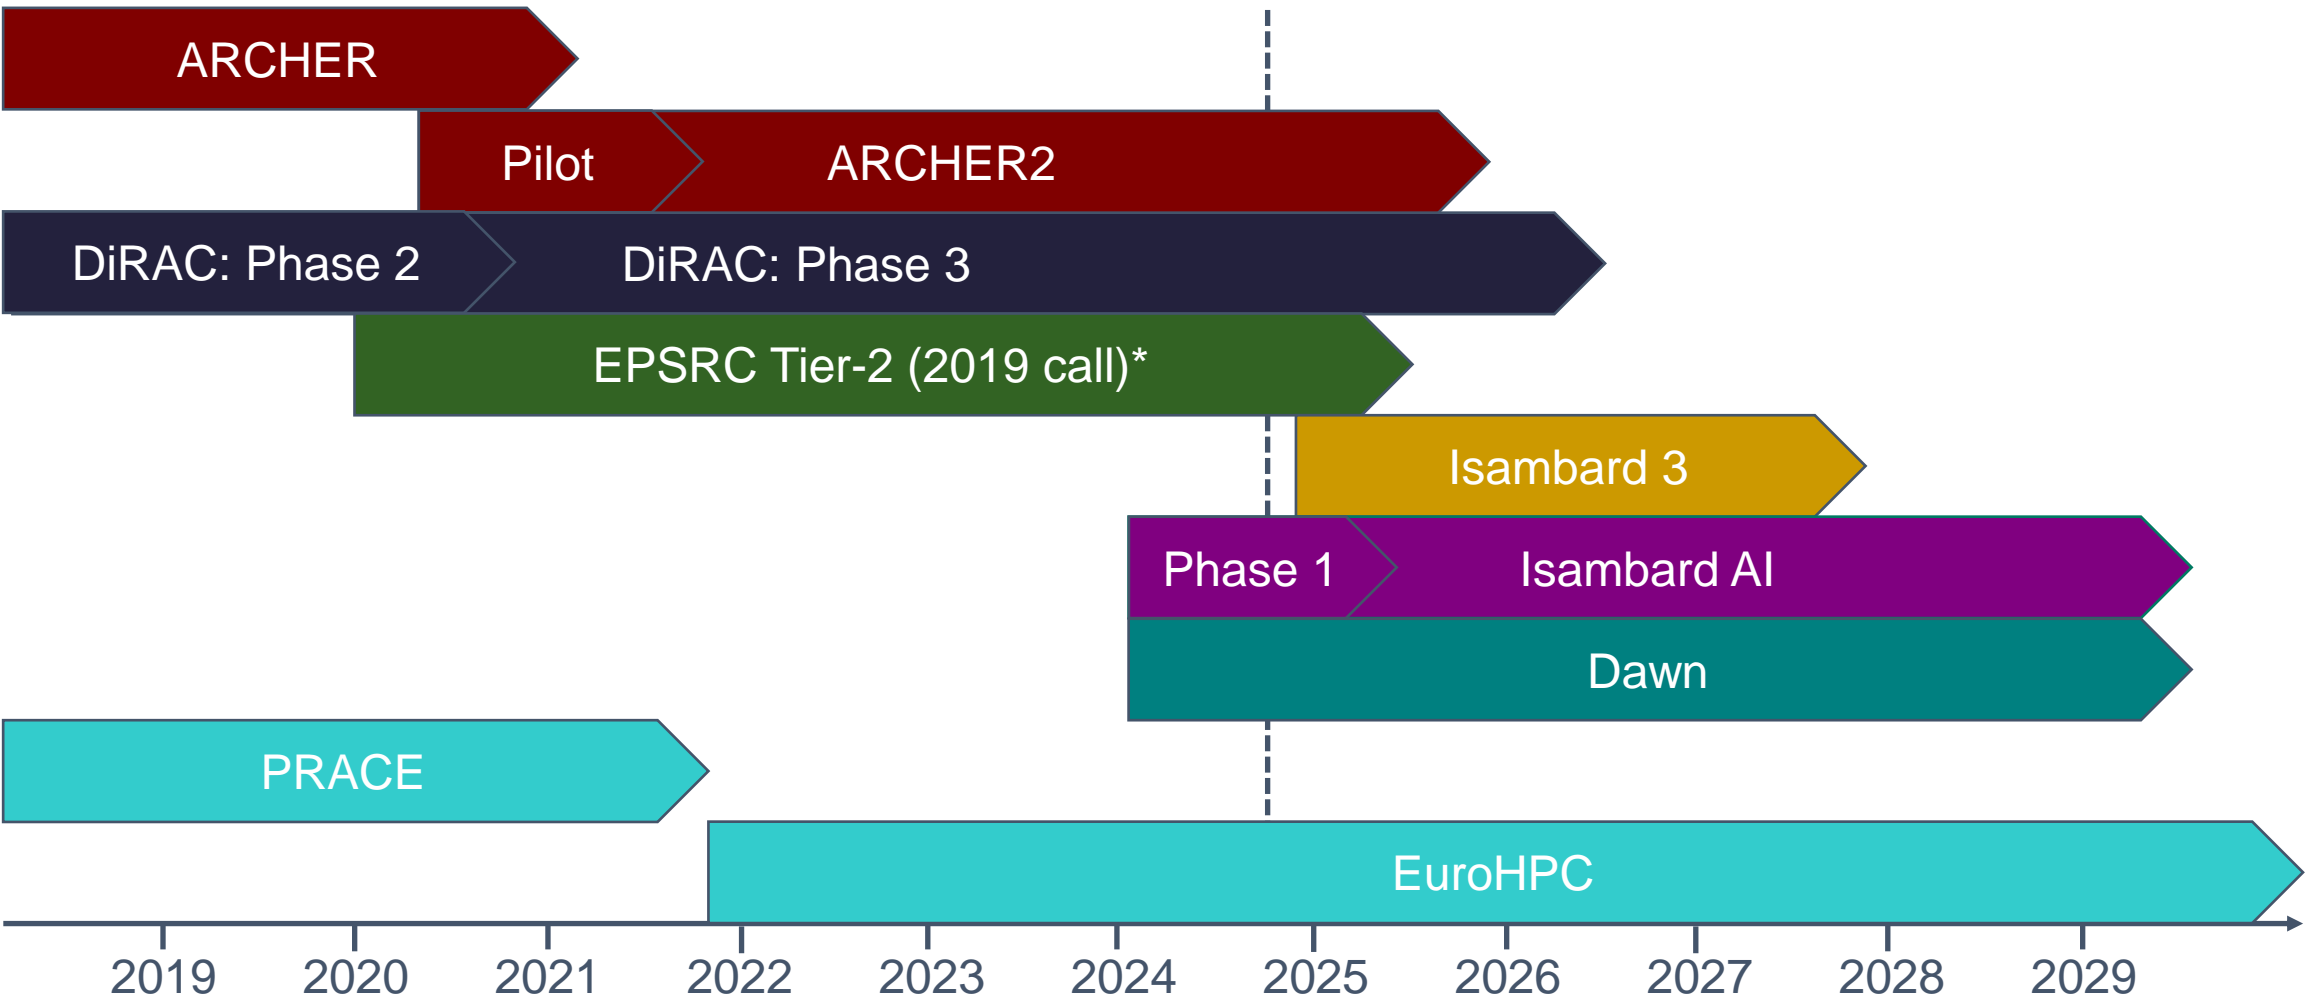 ARCHER
Pilot
ARCHER2
DiRAC: Phase 2
DiRAC: Phase 3
EPSRC Tier-2 (2019 call)*
Isambard 3
Phase 1
Isambard AI
Dawn
PRACE
EuroHPC
2019 2020 2021 2022 2023 2024 2025 2026 2027 2028 2029